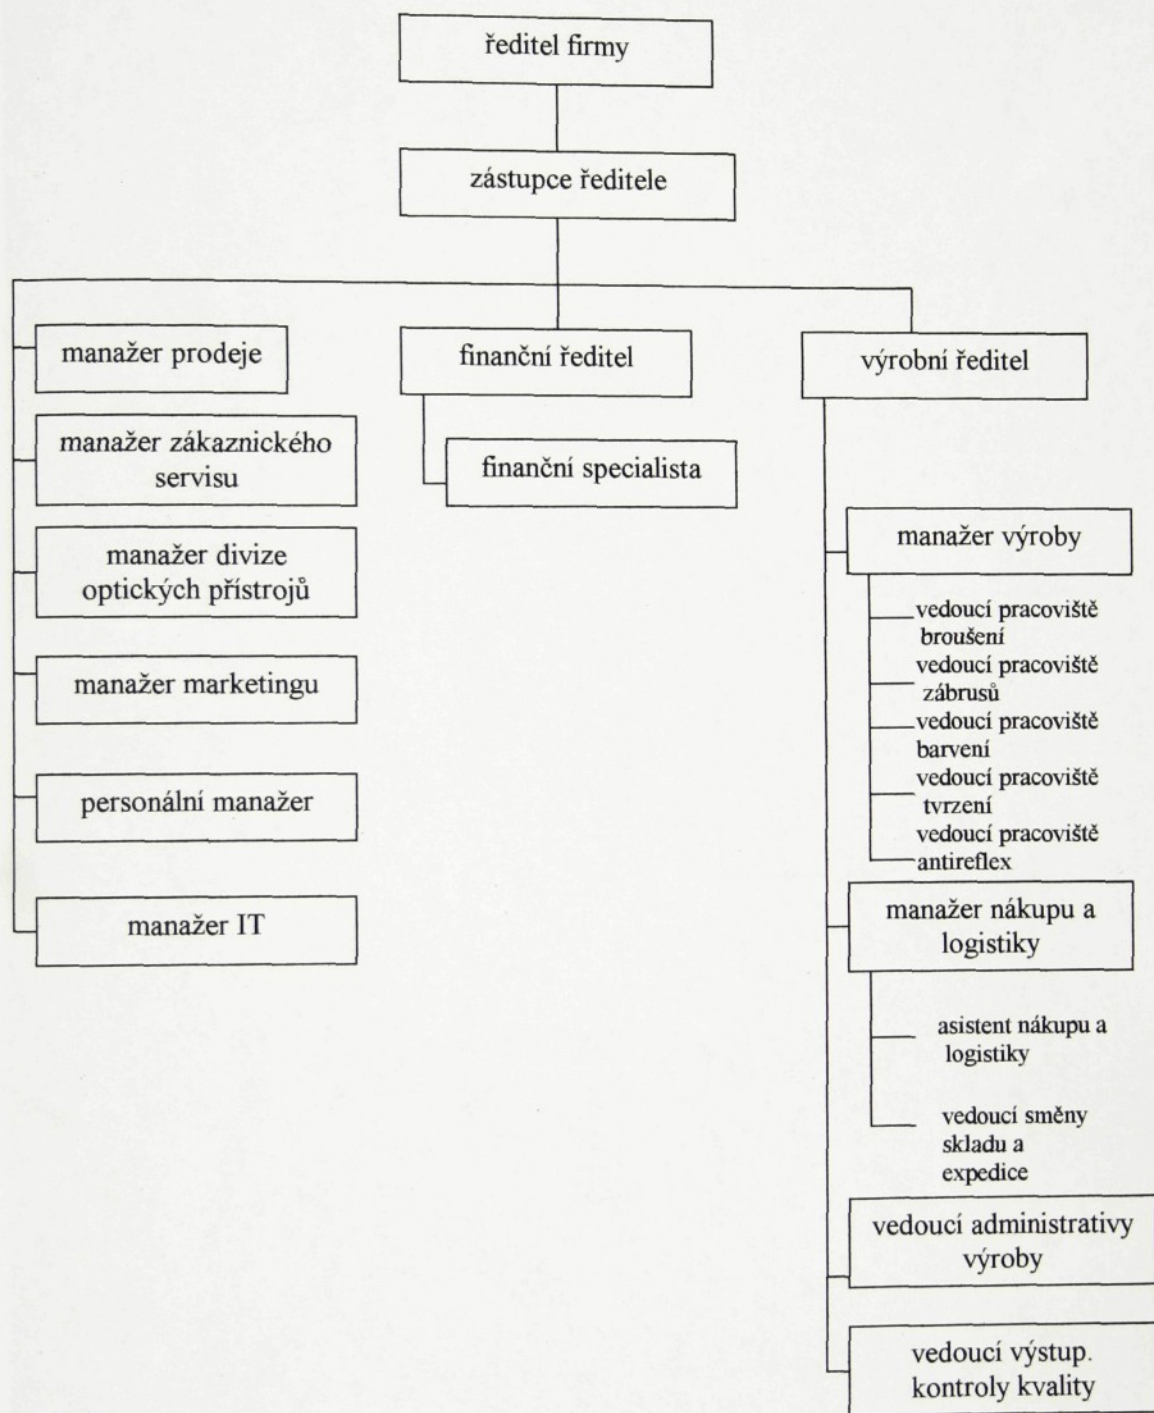 ředitel firmy
zástupce ředitele
manažer prodeje
manažer zákaznického
servisu
manažer divize
optických přístrojů
manažer marketingu
personální manažer
manažer IT
finanční ředitel
finanční specialista
výrobní ředitel
manažer výroby
vedoucí pracoviště
broušení
vedoucí pracoviště
zábrusů
vedoucí pracoviště
barvení
vedoucí pracoviště
tvrzení
vedoucí pracoviště
antireflex
manažer nákupu a
logistiky
asistent nákupu a
logistiky
vedoucí směny
skladu a
expedice
vedoucí administrativy
výroby
vedoucí výstup.
kontroly kvality